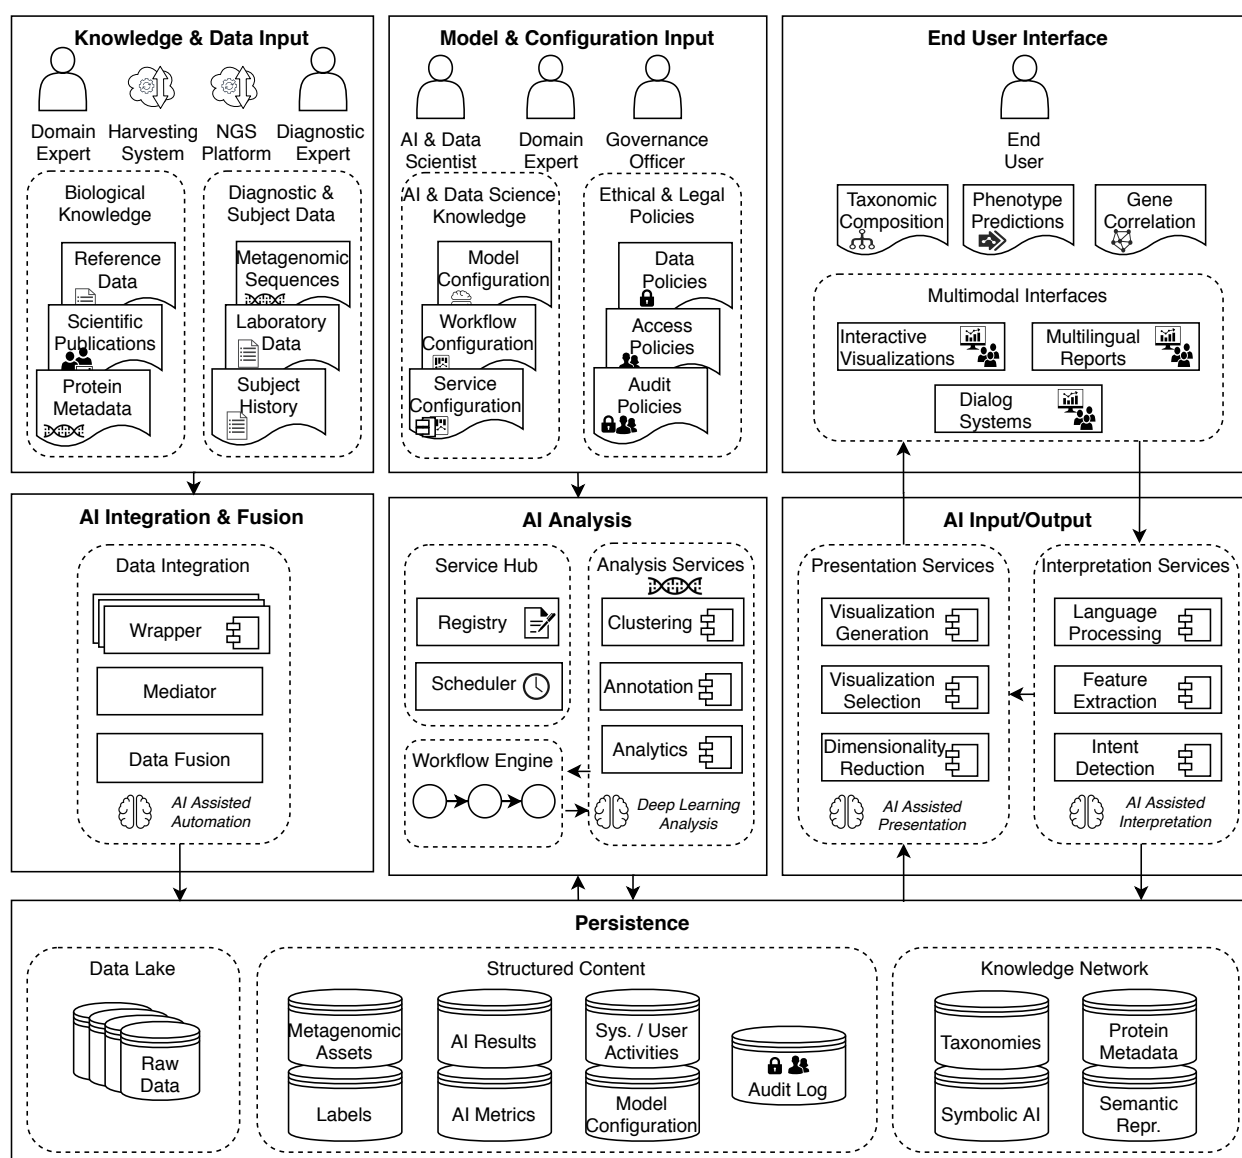 Knowledge & Data Input
Domain
Expert
Harvesting
System
NGS
Platform
Diagnostic
Expert
Biological
Knowledge
Reference
Data
Scientific
Publications
Protein
Metadata
Diagnostic &
Subject Data
Metagenomic
Sequences
Laboratory
Data
Subject
History
Model & Configuration Input
AI & Data
Scientist
Domain
Expert
Governance
Officer
AI & Data Science
Knowledge
Model
Configuration
Workflow
Configuration
Service
Configuration
Ethical & Legal
Policies
Data
Policies
Access
Policies
Audit
Policies
End User Interface
End
User
Taxonomic
Composition
Phenotype
Predictions
Gene
Correlation
Multimodal Interfaces
Interactive
Visualizations
Multilingual
Reports
Dialog
Systems
AI Integration & Fusion
Data Integration
Wrapper
Mediator
Data Fusion
AI Assisted
Automation
AI Analysis
Service Hub
Registry
Scheduler
Workflow Engine
Analysis Services
Clustering
Annotation
Analytics
Deep Learning
Analysis
AI Input/Output
Presentation Services
Visualization
Generation
Visualization
Selection
Dimensionality
Reduction
AI Assisted
Presentation
Interpretation Services
Language
Processing
Feature
Extraction
Intent
Detection
AI Assisted
Interpretation
Persistence
Data Lake
Raw
Data
Structured Content
Metagenomic
Assets
Labels
AI Results
AI Metrics
Sys. / User
Activities
Model
Configuration
Audit Log
Knowledge Network
Taxonomies
Symbolic AI
Protein
Metadata
Semantic
Repr.